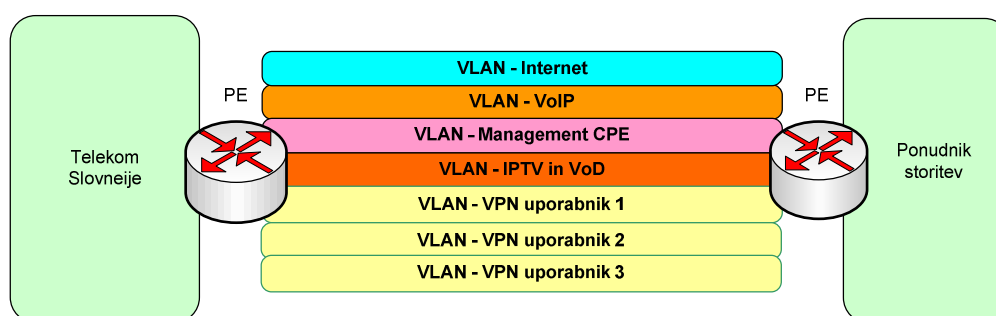 VLAN - Internet
PE
PE
VLAN - VoIP
VLAN - Management CPE
Telekom
Slovneije
VLAN - IPTV in VoD
Ponudnik
storitev
VLAN - VPN uporabnik 1
VLAN - VPN uporabnik 2
VLAN - VPN uporabnik 3